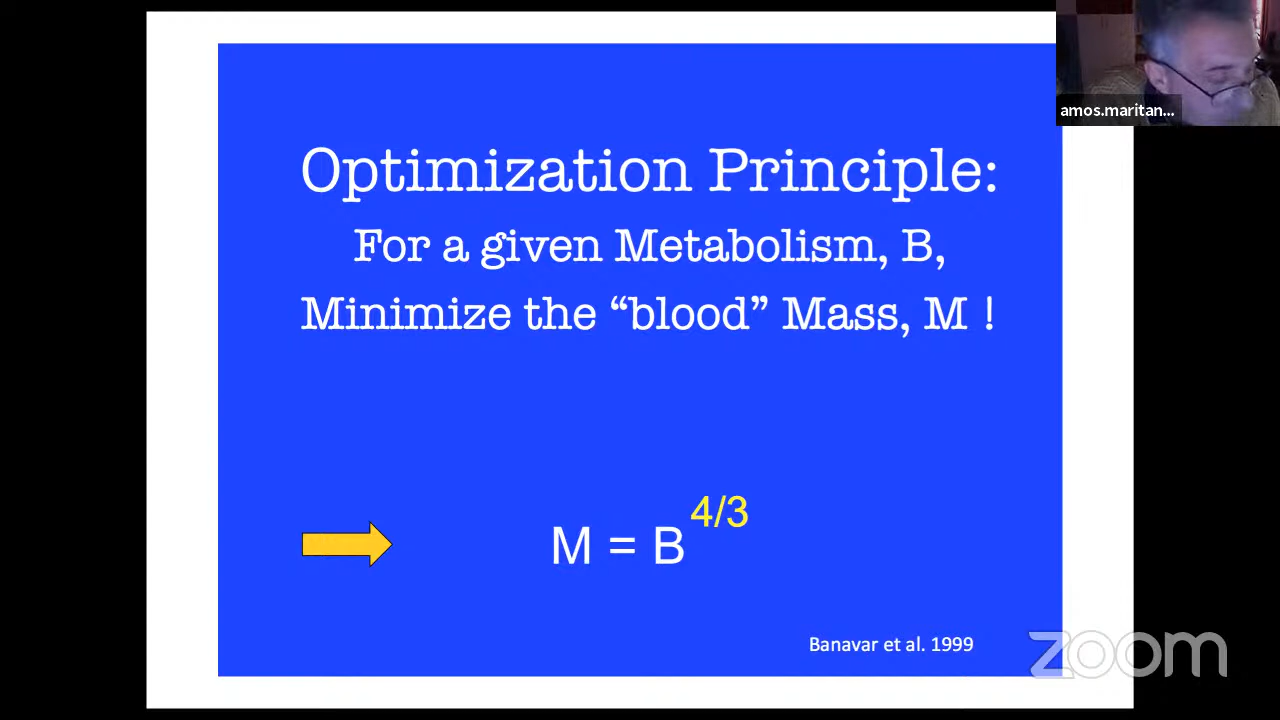 amos.maritan...
Optimization Principle:
For a given Metabolism, B,
Minimize the “blood” Mass, M !
M = B^4/3
Banavar et al. 1999
zoom